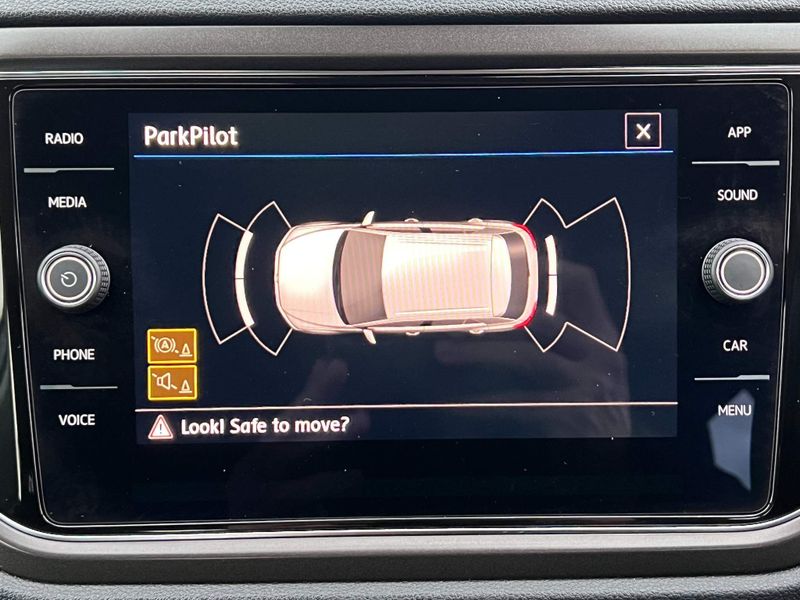 ParkPilot
RADIO
MEDIA
PHONE
VOICE
APP
SOUND
CAR
MENU
A
Look! Safe to move?